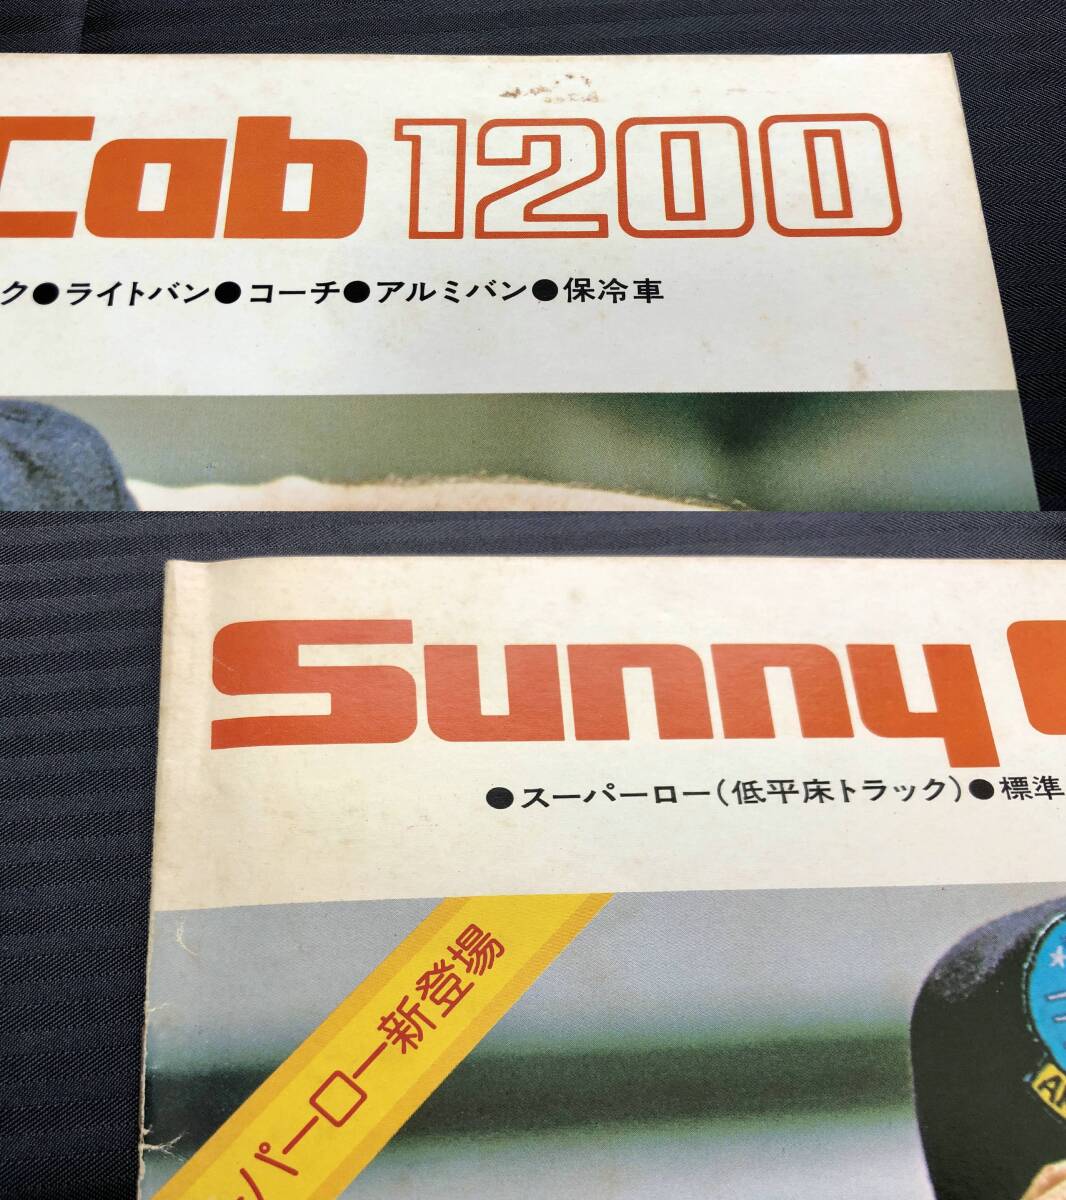 Cab 1200
ク●ライトバン●コーチ●アルミバン●保冷車
Sunny
●スーパーロー(低平床トラック)●標準
パーロー新登場